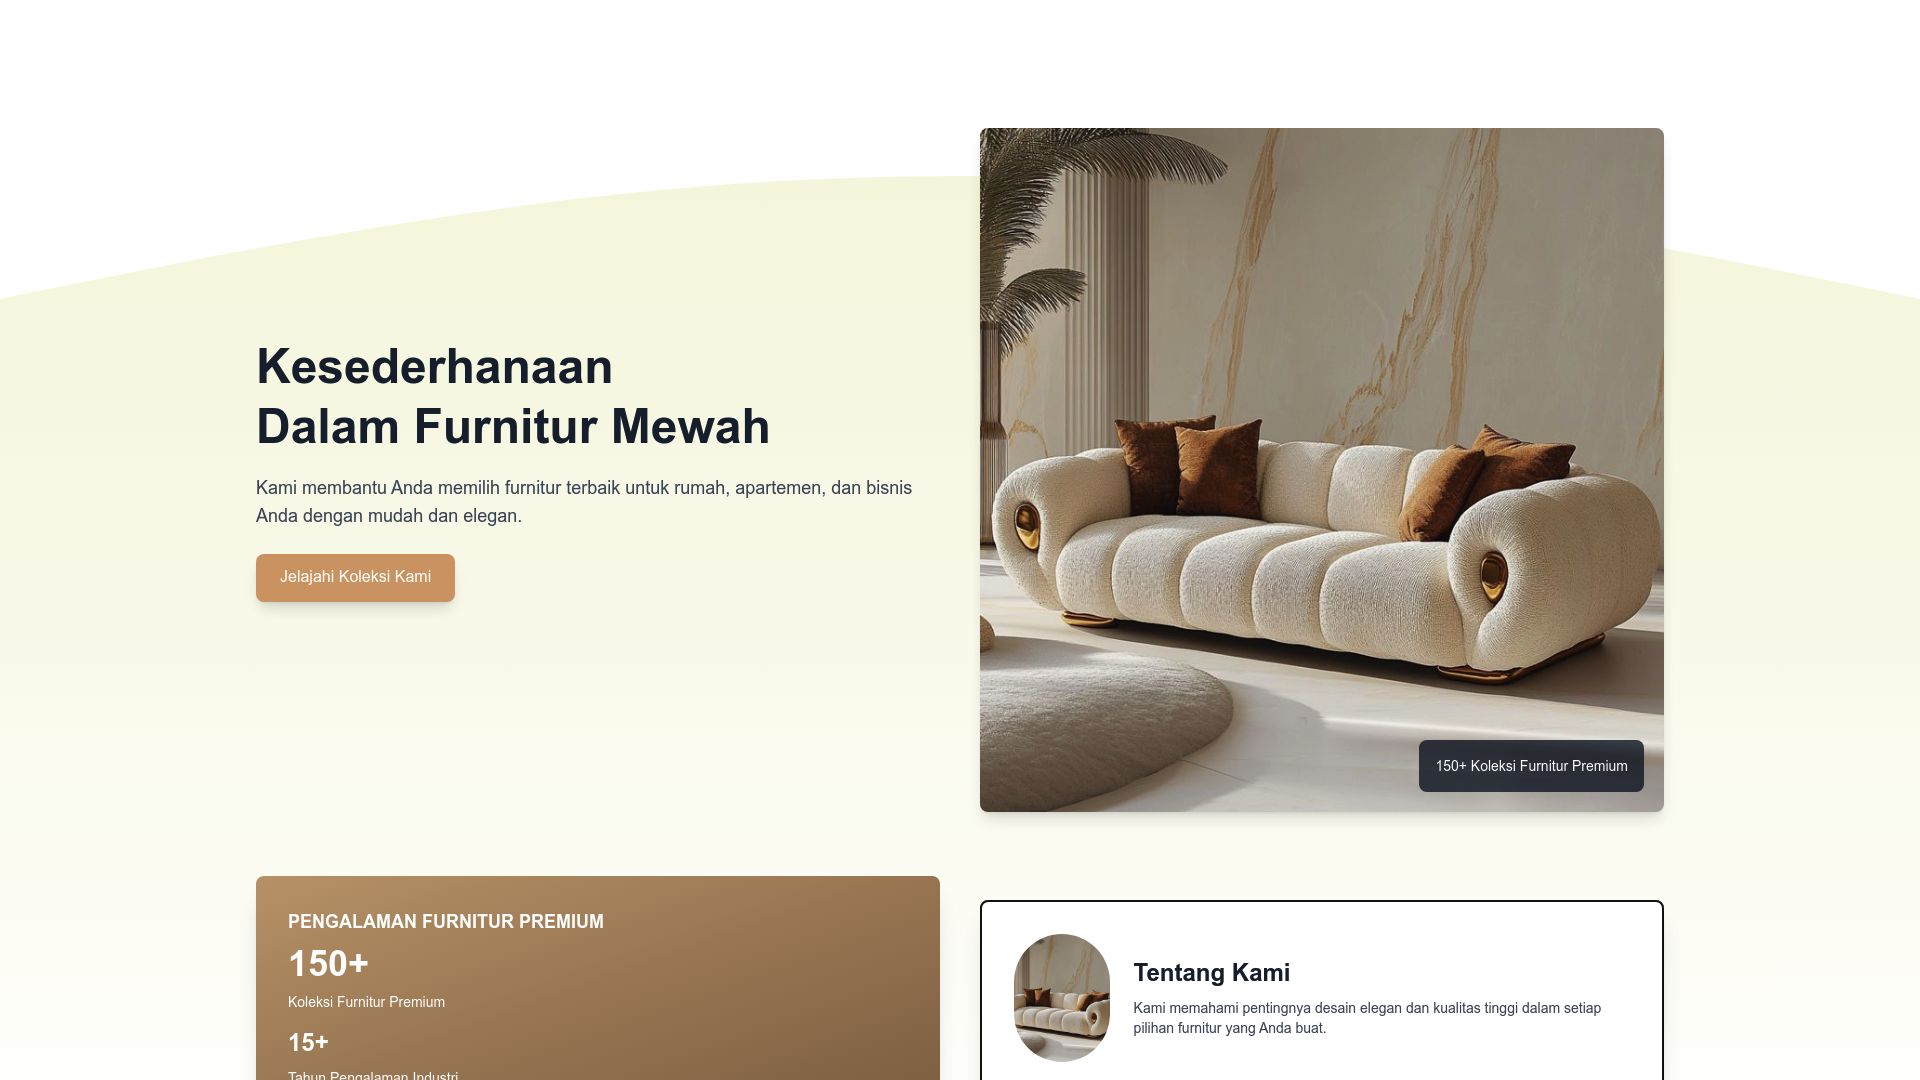 Kesederhanaan
Dalam Furnitur Mewah
Kami membantu Anda memilih furnitur terbaik untuk rumah, apartemen, dan bisnis
Anda dengan mudah dan elegan.
Jelajahi Koleksi Kami
150+ Koleksi Furnitur Premium
PENGALAMAN FURNITUR PREMIUM
150+
Koleksi Furnitur Premium
15+
Tahun Pengalaman Industri
Tentang Kami
Kami memahami pentingnya desain elegan dan kualitas tinggi dalam setiap
pilihan furnitur yang Anda buat.